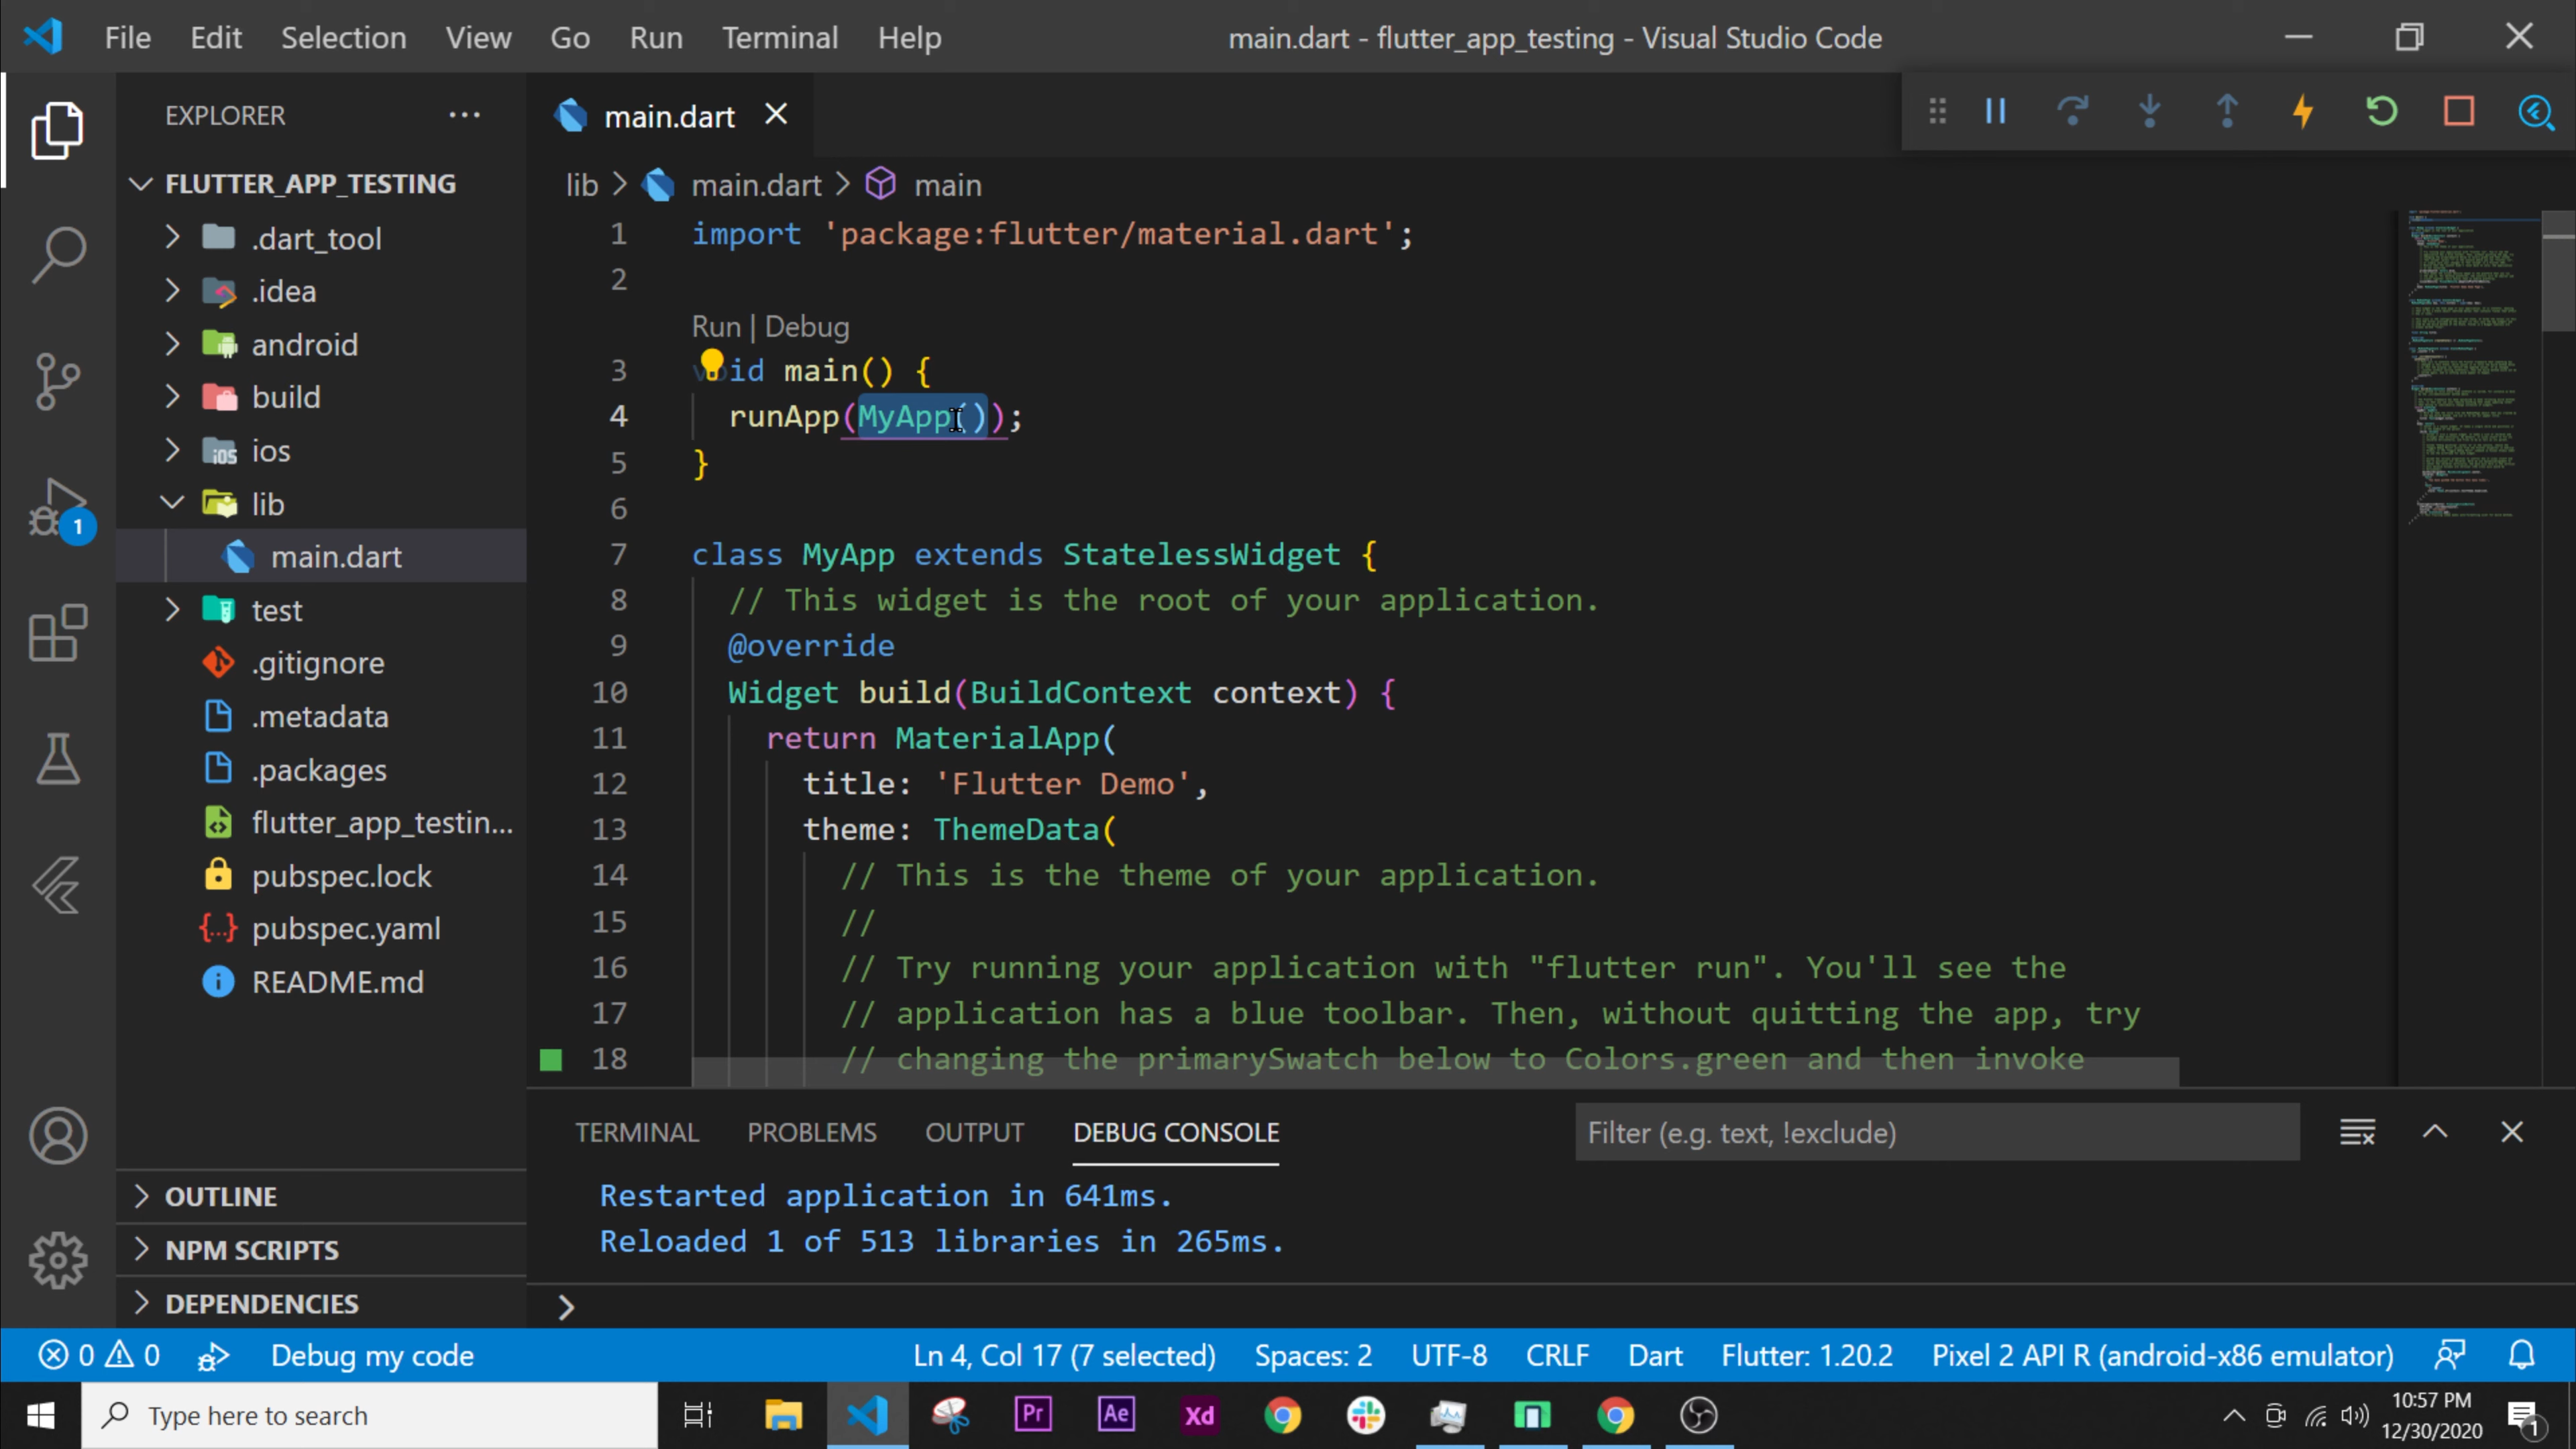 File Edit Selection View Go Run Terminal Help
main.dart - flutter_app_testing - Visual Studio Code
EXPLORER
FLUTTER_APP_TESTING
.dart_tool
.idea
android
build
ios
lib
main.dart
test
.gitignore
.metadata
.packages
flutter_app_testin...
pubspec.lock
pubspec.yaml
README.md
OUTLINE
NPM SCRIPTS
DEPENDENCIES
1
main.dart
lib > main.dart > main
1 import 'package:flutter/material.dart';
2
Run | Debug
3 void main() {
4 runApp(MyApp());
5 }
6
7 class MyApp extends StatelessWidget {
8 // This widget is the root of your application.
9 @override
10 Widget build(BuildContext context) {
11 return MaterialApp(
12 title: 'Flutter Demo',
13 theme: ThemeData(
14 // This is the theme of your application.
15 //
16 // Try running your application with "flutter run". You'll see the
17 // application has a blue toolbar. Then, without quitting the app, try
18 // changing the primarySwatch below to Colors.green and then invoke
TERMINAL PROBLEMS OUTPUT DEBUG CONSOLE
Filter (e.g. text, !exclude)
Restarted application in 641ms.
Reloaded 1 of 513 libraries in 265ms.
0 0 Debug my code
Ln 4, Col 17 (7 selected) Spaces: 2 UTF-8 CRLF Dart Flutter: 1.20.2 Pixel 2 API R (android-x86 emulator)
Type here to search
Pr Ae Xd
10:57 PM
12/30/2020
1